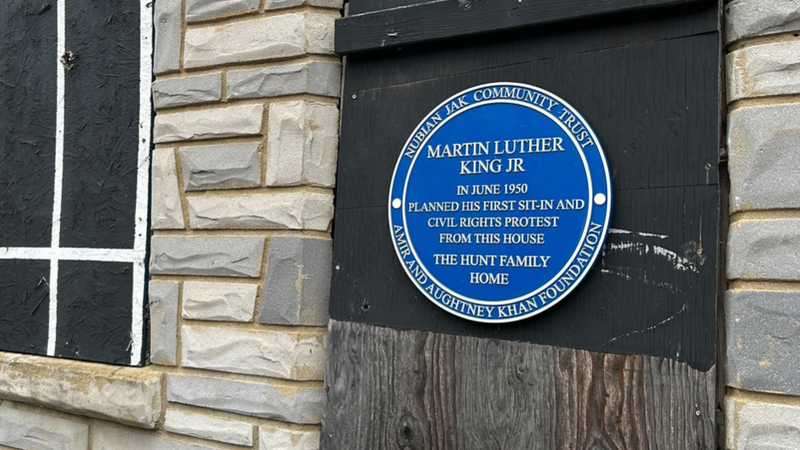 NUBIAN JAK COMMUNITY TRUST
MARTIN LUTHER
KING JR
IN JUNE 1950
PLANNED HIS FIRST SIT-IN AND
CIVIL RIGHTS PROTEST
FROM THIS HOUSE
THE HUNT FAMILY
HOME
AMIR AND AUGHTNEY KHAN FOUNDATION